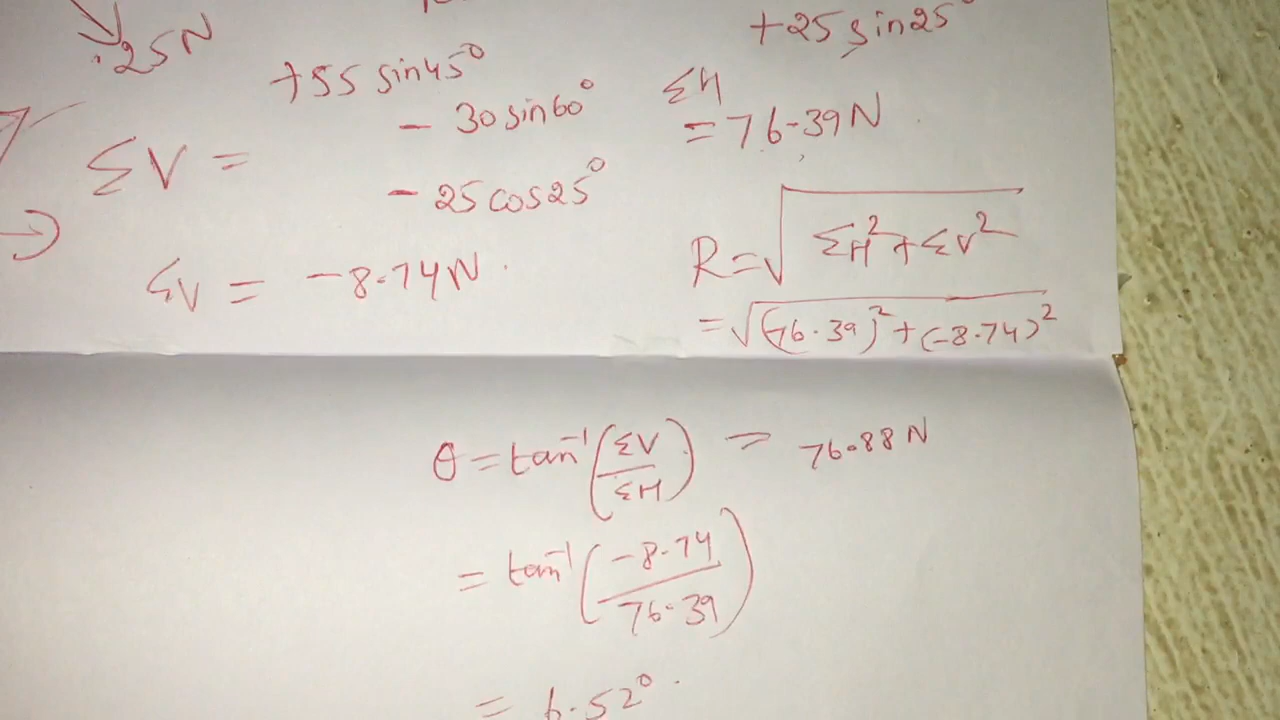 +25 sin25°
.25N
+55 sin45°
ΣH
- 30 sin60°
= 76.39N
ΣV =
- 25 cos25°
R = √ΣH² + ΣV²
ΣV = -8.74N.
= √(76.39)² + (-8.74)²
θ = tan⁻¹(ΣV/ΣH)
= 76.88 N
= tan⁻¹(-8.74/76.39)
= 6.52°.